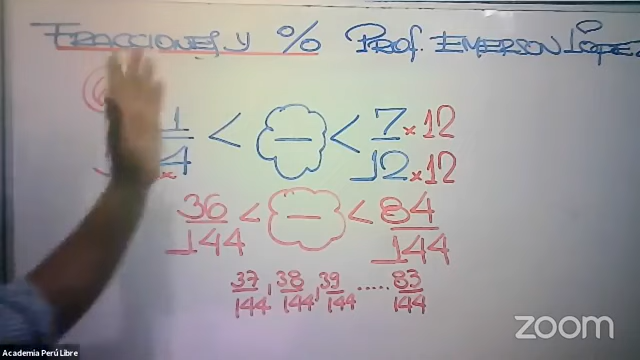 FRACCIONES Y % PROF. EMERSON LÓPEZ
1/4 < — < 7/12 ×12 ×12
36/144 < — < 84/144
37/144, 38/144, 39/144 ..... 83/144
zoom
Academia Perú Libre